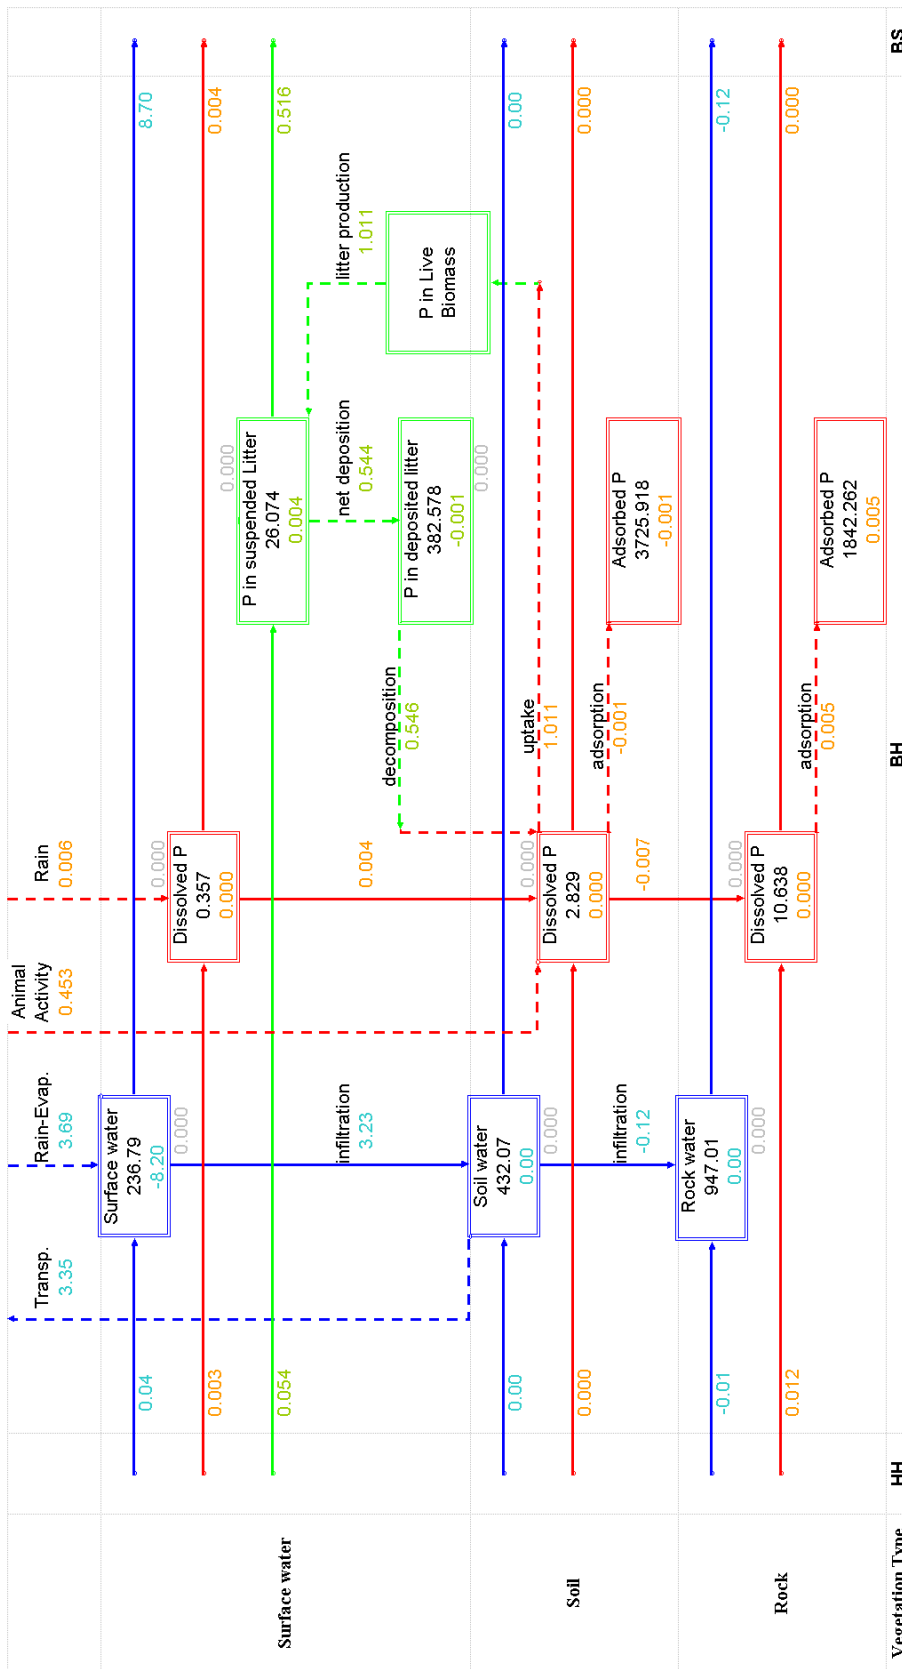 Transp.
3.35
Rain-Evap.
3.69
Animal
Activity
0.453
Rain
0.006
Surface water
0.04
Surface water
236.79
-8.20
0.000
8.70
0.003
0.000
Dissolved P
0.357
0.000
0.004
0.054
0.000
P in suspended Litter
26.074
0.004
0.516
infiltration
3.23
0.004
net deposition
0.544
litter production
1.011
decomposition
0.546
P in deposited litter
382.578
-0.001
0.000
P in Live
Biomass
Soil
0.00
Soil water
432.07
0.00
0.000
0.00
0.000
0.000
Dissolved P
2.829
0.000
uptake
1.011
0.000
adsorption
-0.001
Adsorbed P
3725.918
-0.001
infiltration
-0.12
-0.007
Rock
-0.01
Rock water
947.01
0.00
0.000
-0.12
0.012
0.000
Dissolved P
10.638
0.000
0.000
adsorption
0.005
Adsorbed P
1842.262
0.005
Vegetation Type
HH
BH
BS